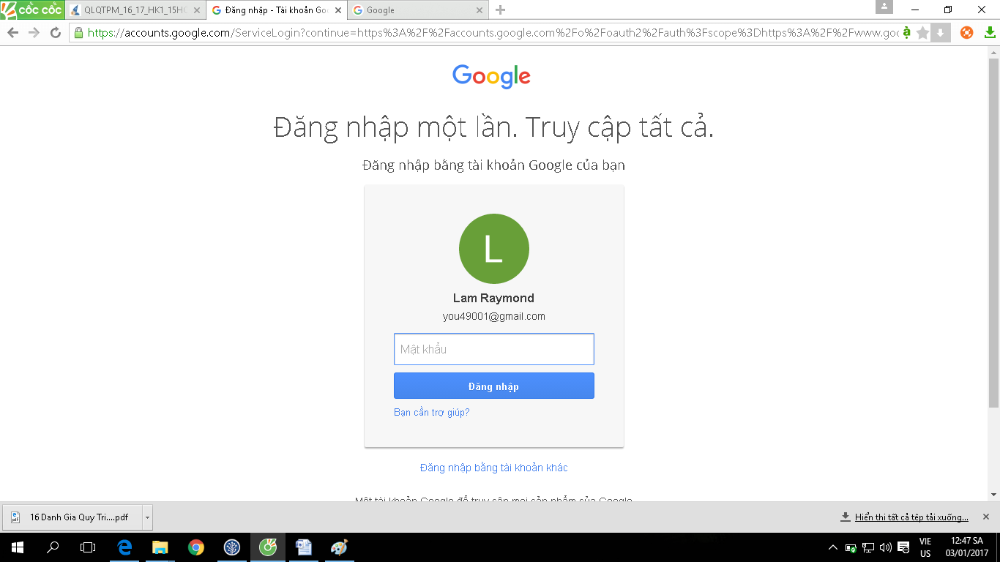 cốc cốc
QLQTPM_16_17_HK1_15HC
Đăng nhập - Tài khoản Go
Google
https://accounts.google.com/ServiceLogin?continue=https%3A%2F%2Faccounts.google.com%2Fo%2Foauth2%2Fauth%3Fscope%3Dhttps%3A%2F%2Fwww.goo
Google
Đăng nhập một lần. Truy cập tất cả.
Đăng nhập bằng tài khoản Google của bạn
L
Lam Raymond
you49001@gmail.com
Mật khẩu
Đăng nhập
Bạn cần trợ giúp?
Đăng nhập bằng tài khoản khác
Một tài khoản Google để truy cập mọi sản phẩm của Google
16 Danh Gia Quy Tri....pdf
Hiển thị tất cả tệp tải xuống...
VIE
US
12:47 SA
03/01/2017